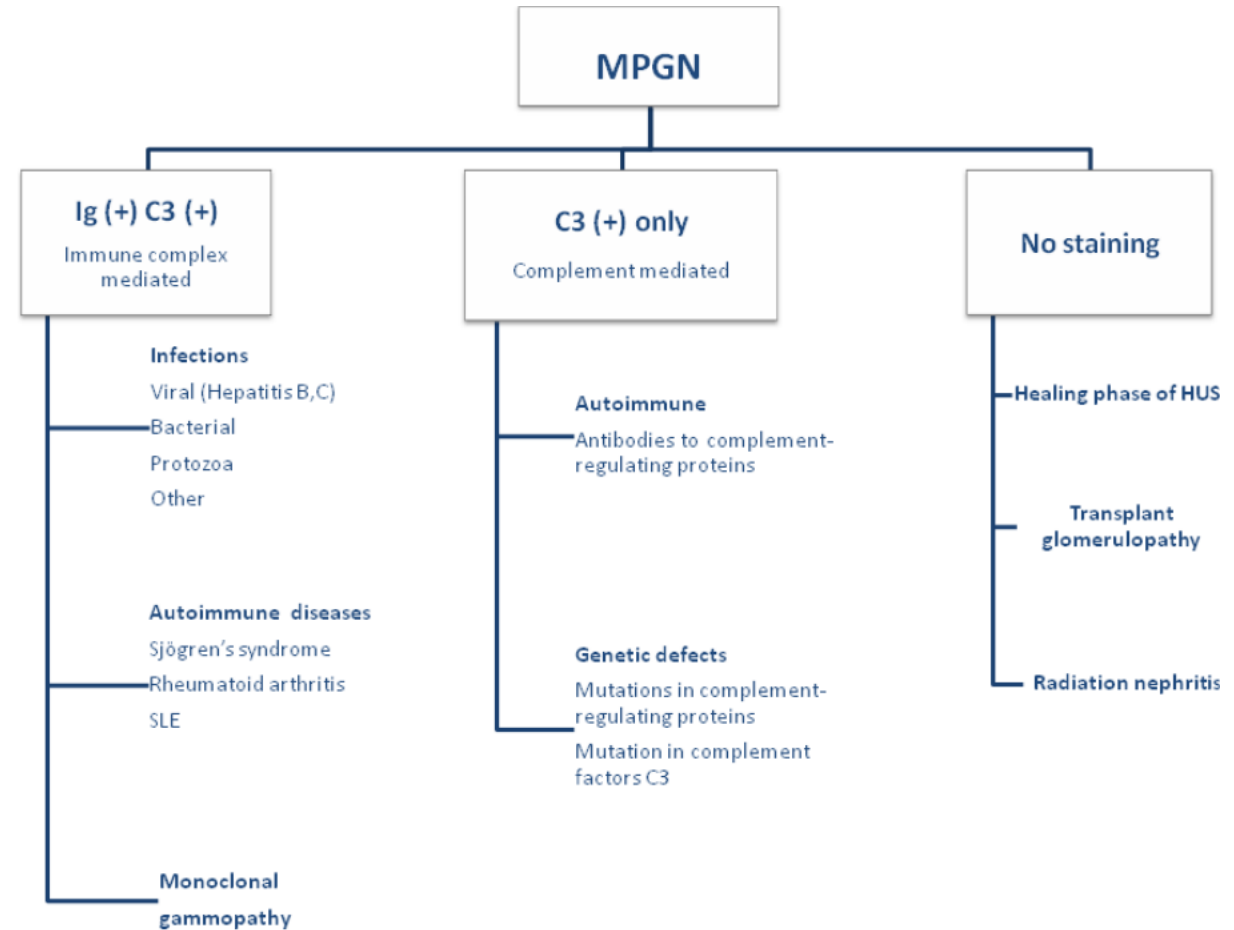 MPGN
Ig (+) C3 (+)
Immune complex
mediated
Infections
Viral (Hepatitis B,C)
Bacterial
Protozoa
Other
Autoimmune diseases
Sjögren's syndrome
Rheumatoid arthritis
SLE
Monoclonal
gammopathy
C3 (+) only
Complement mediated
Autoimmune
Antibodies to complement-
regulating proteins
Genetic defects
Mutations in complement-
regulating proteins
Mutation in complement
factors C3
No staining
Healing phase of HUS
Transplant
glomerulopathy
Radiation nephritis